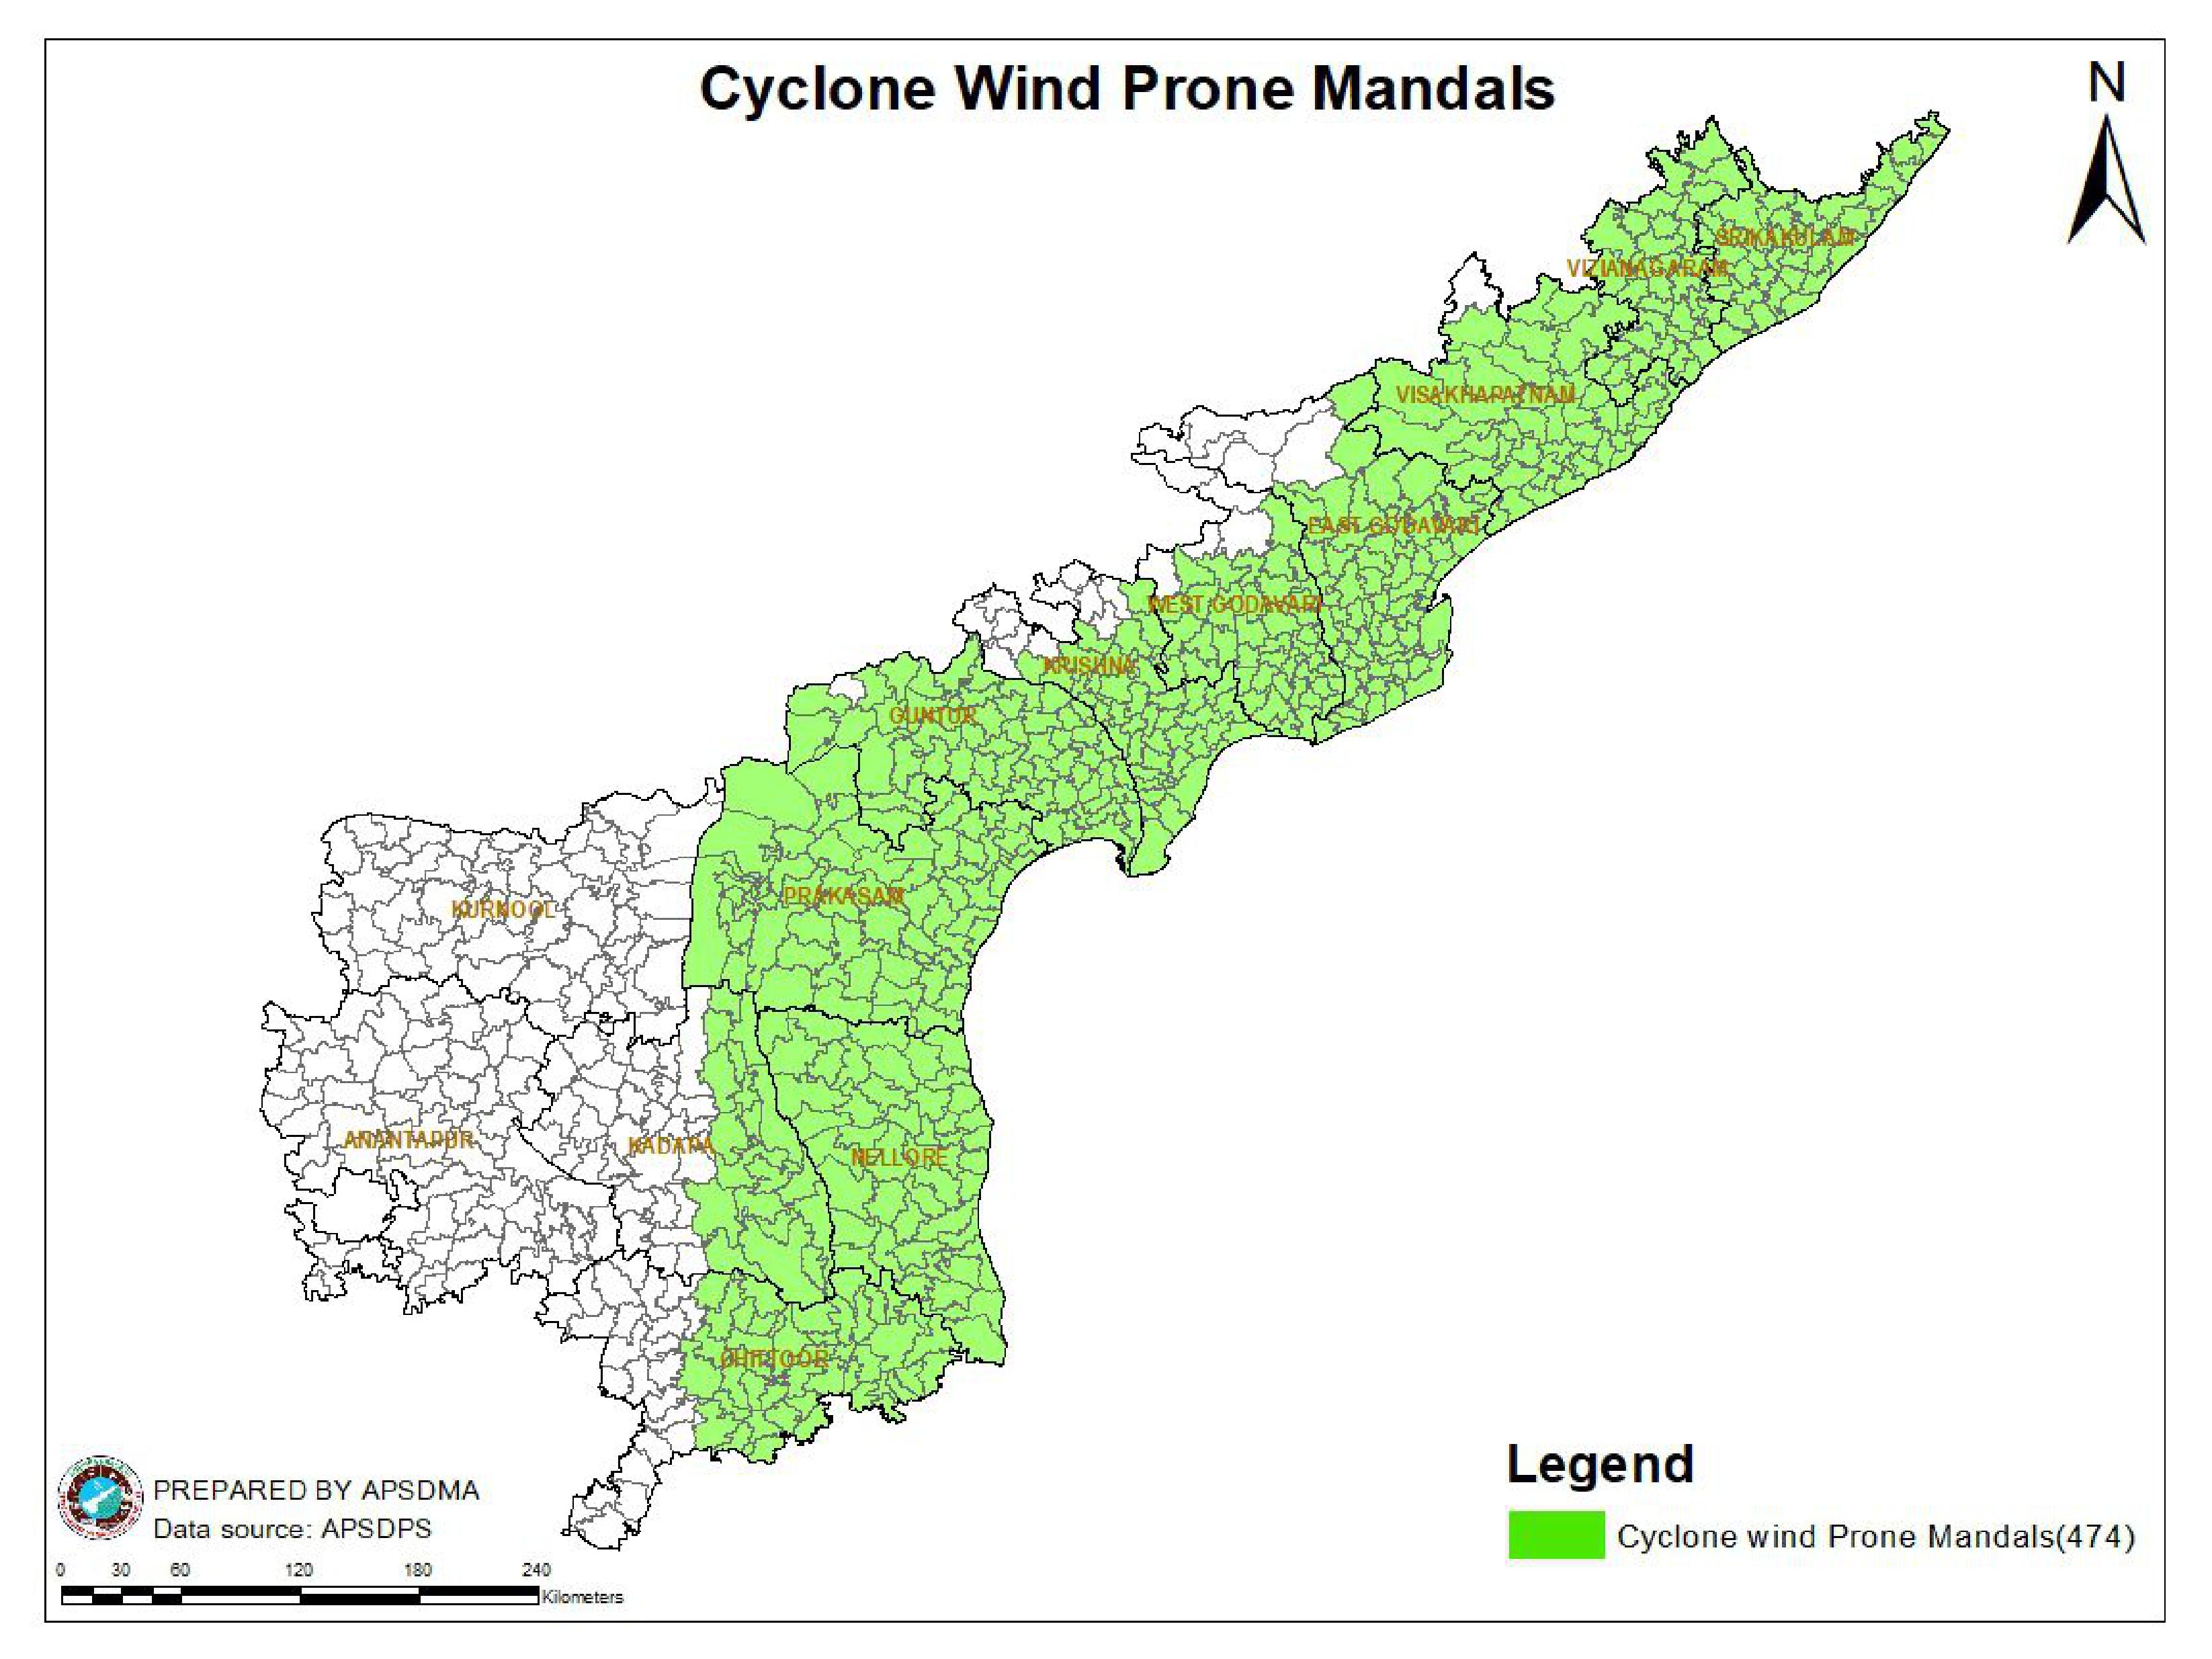 Cyclone Wind Prone Mandals
N
SRIKAKULAM
VIZIANAGARAM
VISAKHAPATNAM
EAST GODAVARI
WEST GODAVARI
KRISHNA
GUNTUR
PRAKASAM
KURNOOL
ANANTAPUR
KADAPA
NELLORE
CHITTOOR
Legend
Cyclone wind Prone Mandals(474)
PREPARED BY APSDMA
Data source: APSDPS
0 30 60 120 180 240
Kilometers